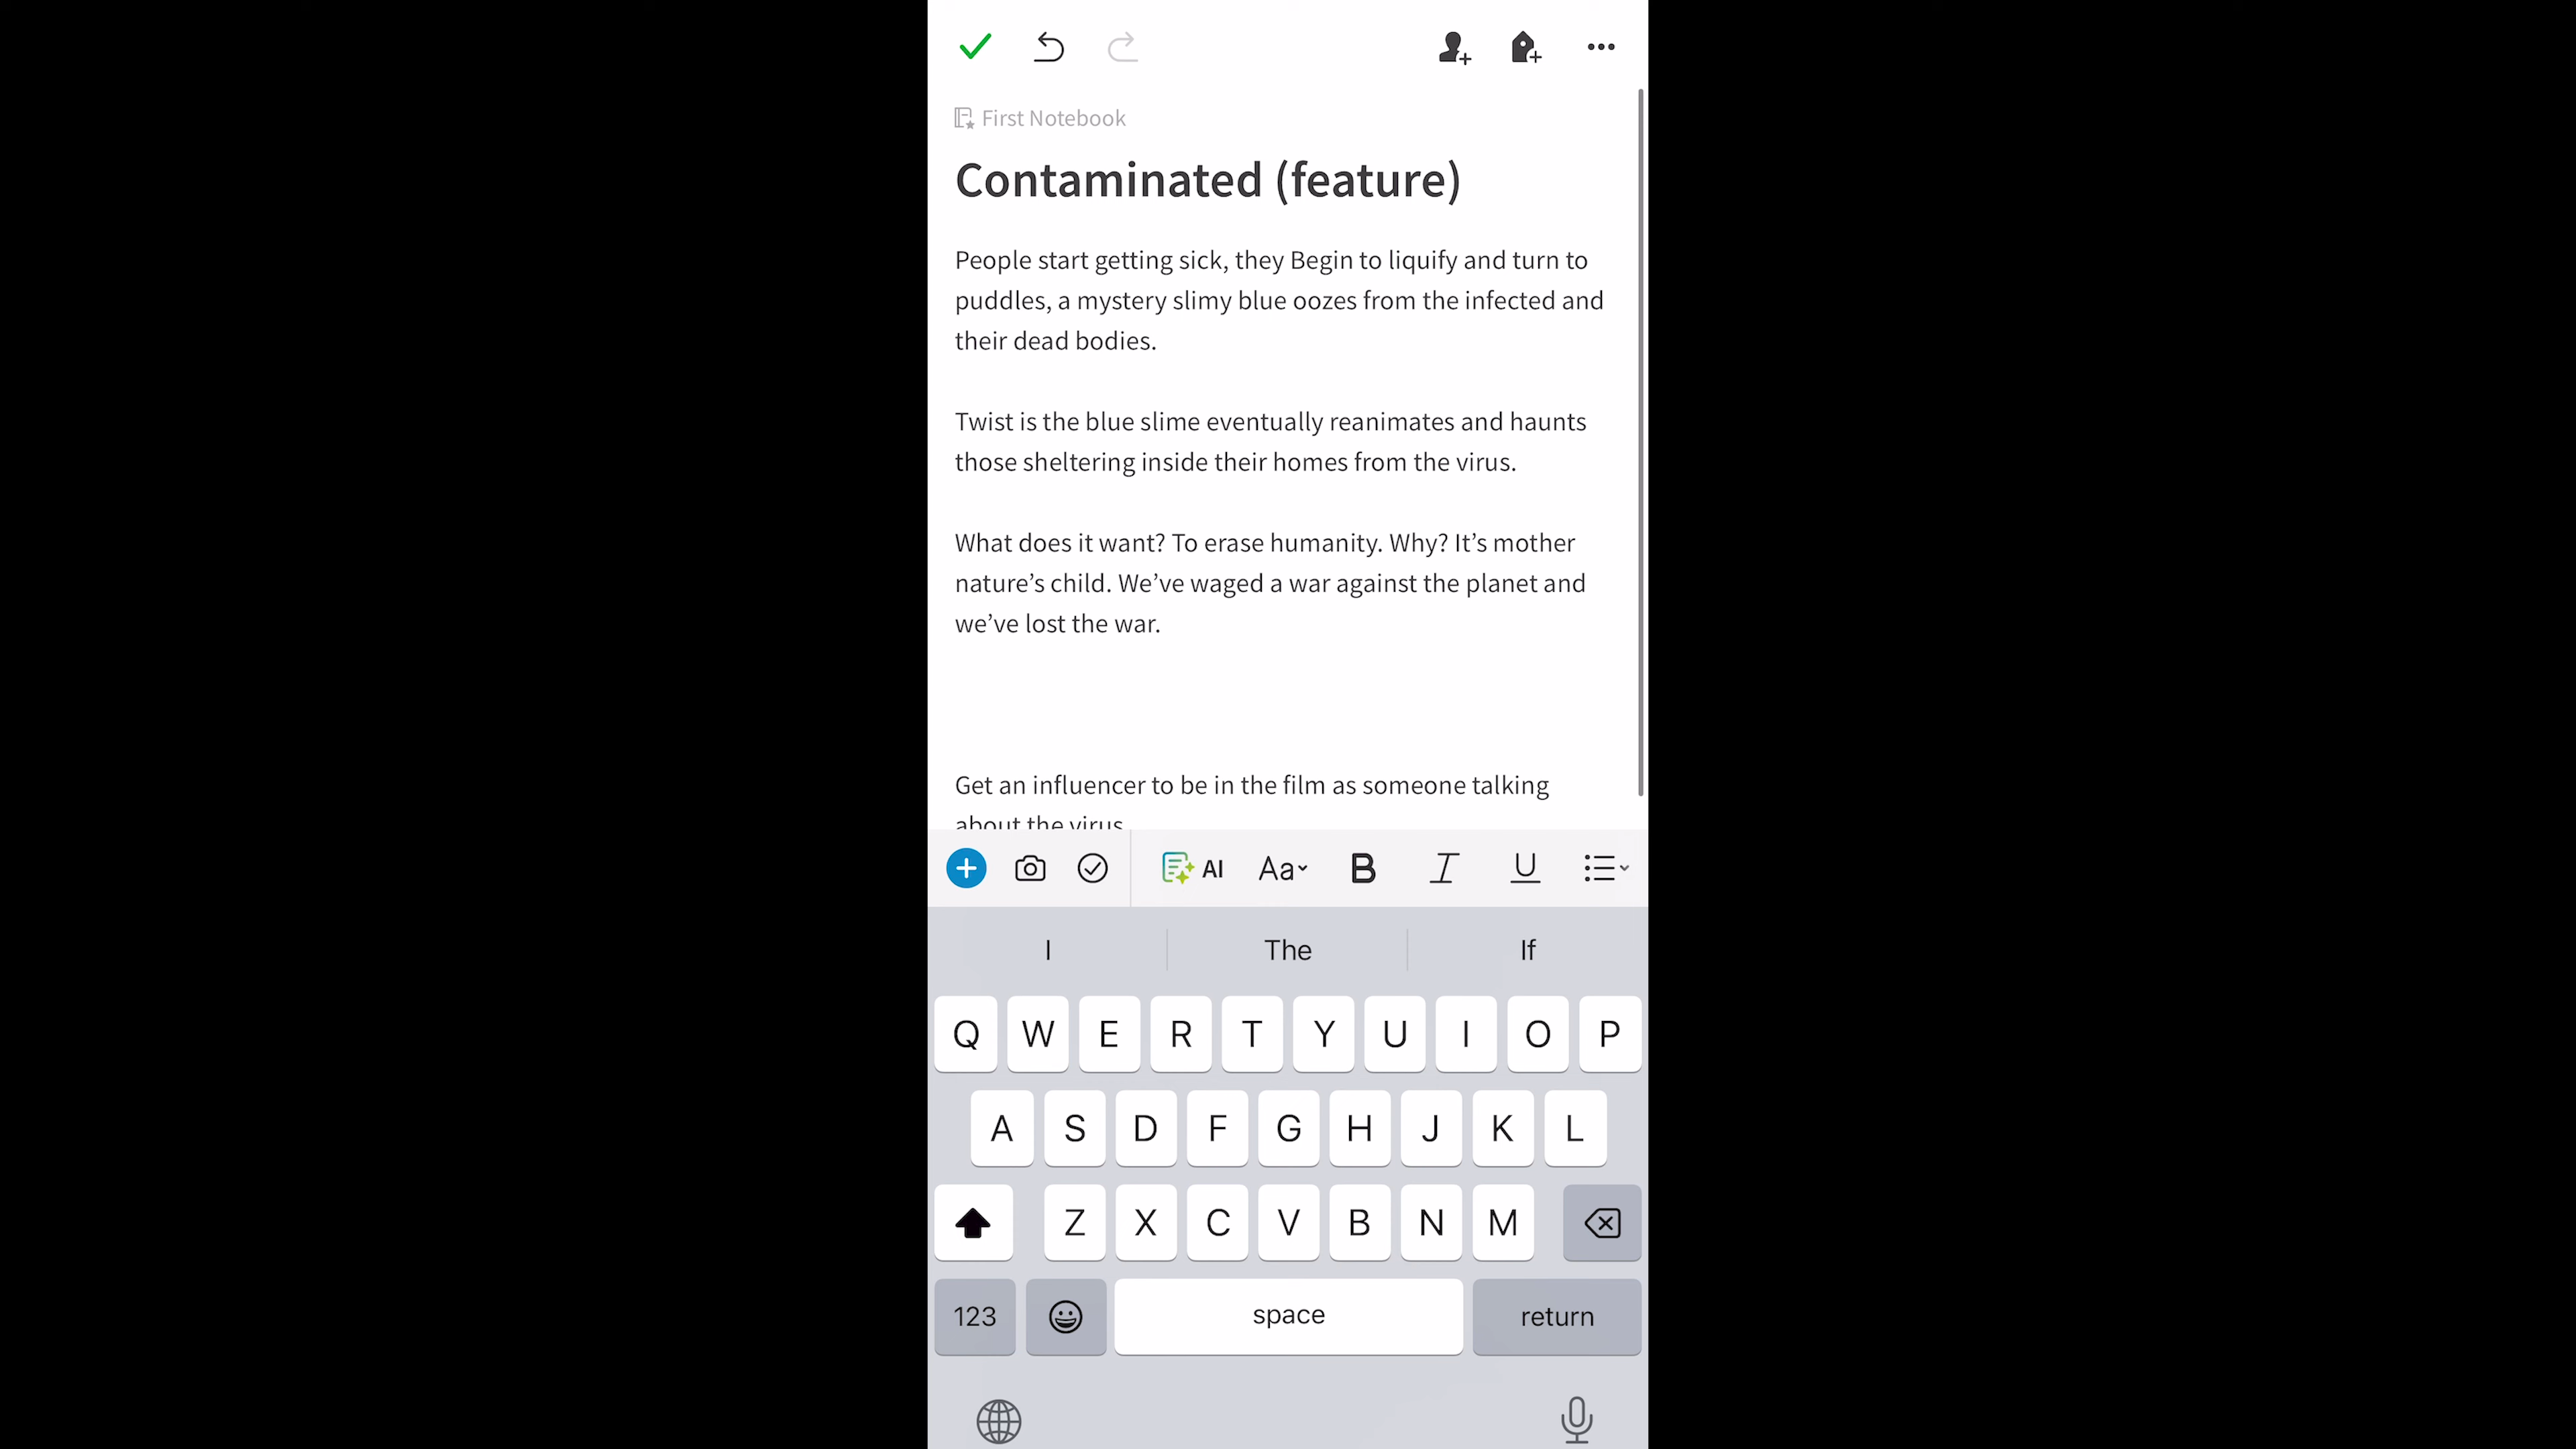 First Notebook
Contaminated (feature)
People start getting sick, they Begin to liquify and turn to
puddles, a mystery slimy blue oozes from the infected and
their dead bodies.
Twist is the blue slime eventually reanimates and haunts
those sheltering inside their homes from the virus.
What does it want? To erase humanity. Why? It’s mother
nature’s child. We’ve waged a war against the planet and
we’ve lost the war.
Get an influencer to be in the film as someone talking
about the virus
AI Aa B I U
I The If
Q W E R T Y U I O P
A S D F G H J K L
Z X C V B N M
123 space return